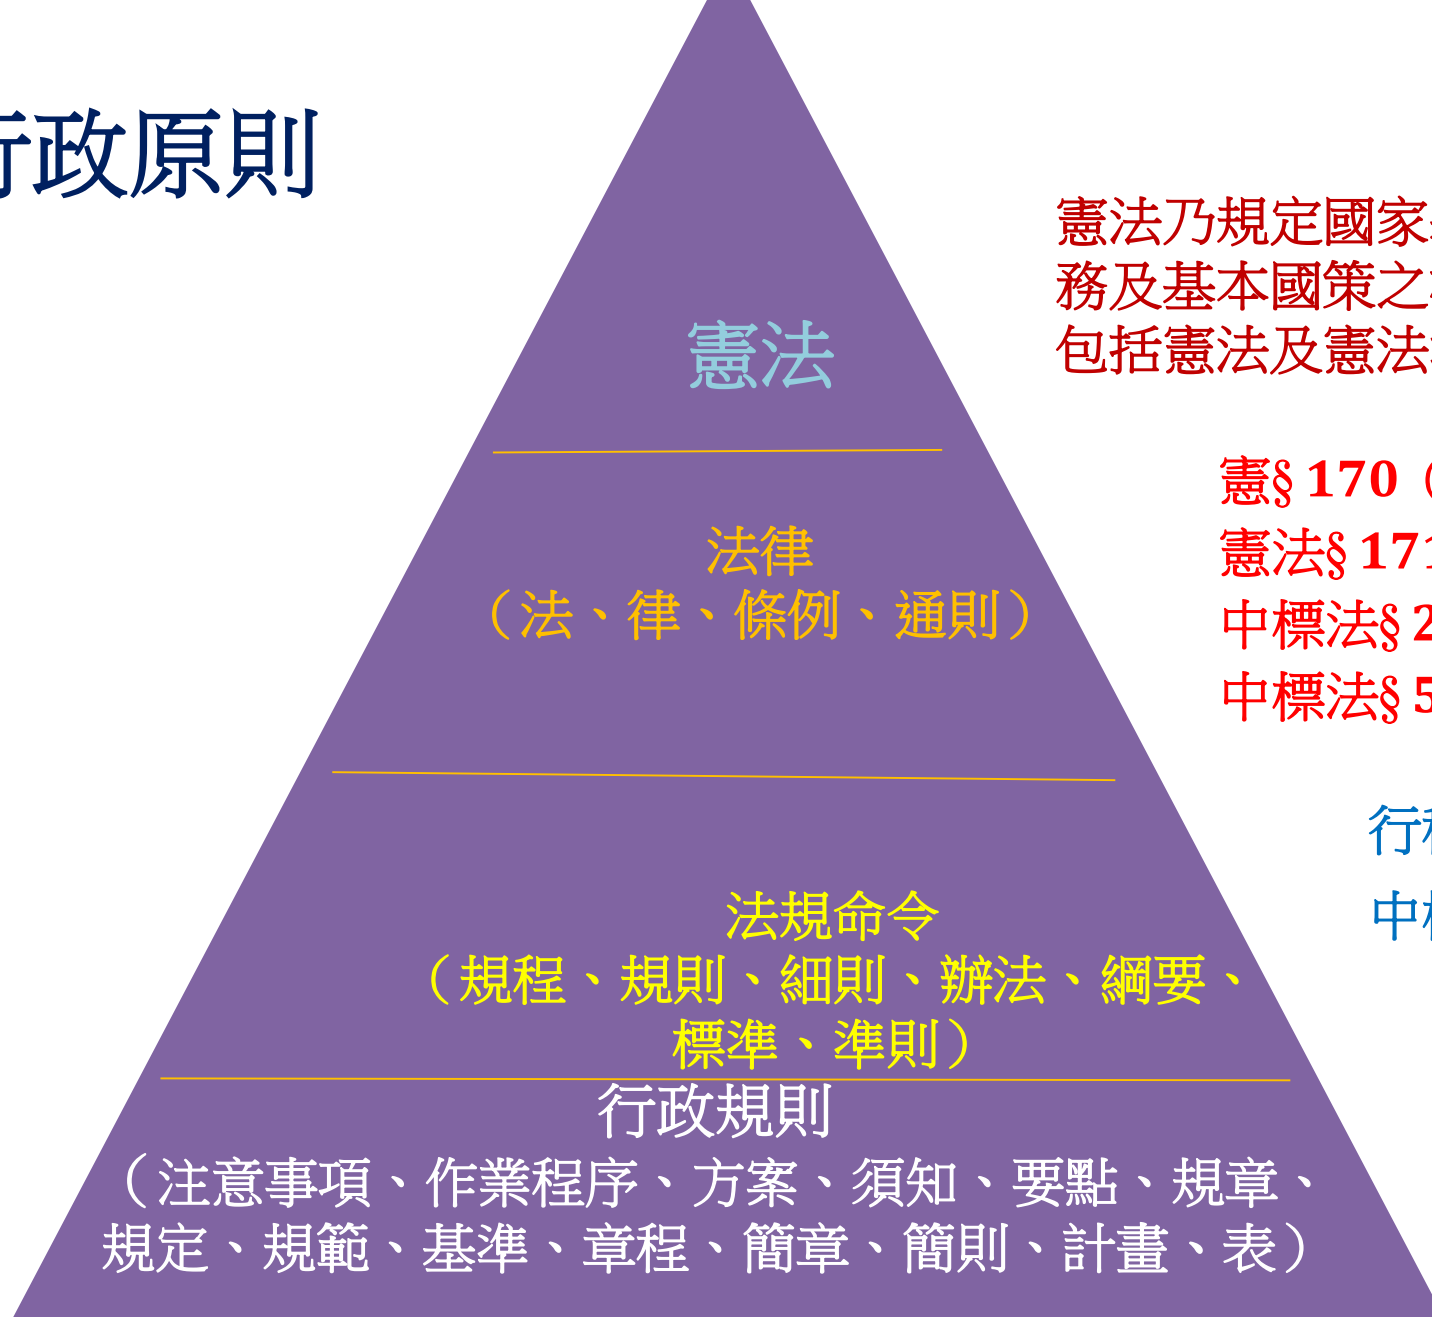 行政原則
憲法乃規定國家
務及基本國策之
包括憲法及憲法
憲法
憲§170（
憲法§171
中標法§2
中標法§5
法律
（法、律、條例、通則）
行
中
法規命令
（規程、規則、細則、辦法、綱要、
標準、準則）
行政規則
（注意事項、作業程序、方案、須知、要點、規章、
規定、規範、基準、章程、簡章、簡則、計畫、表）